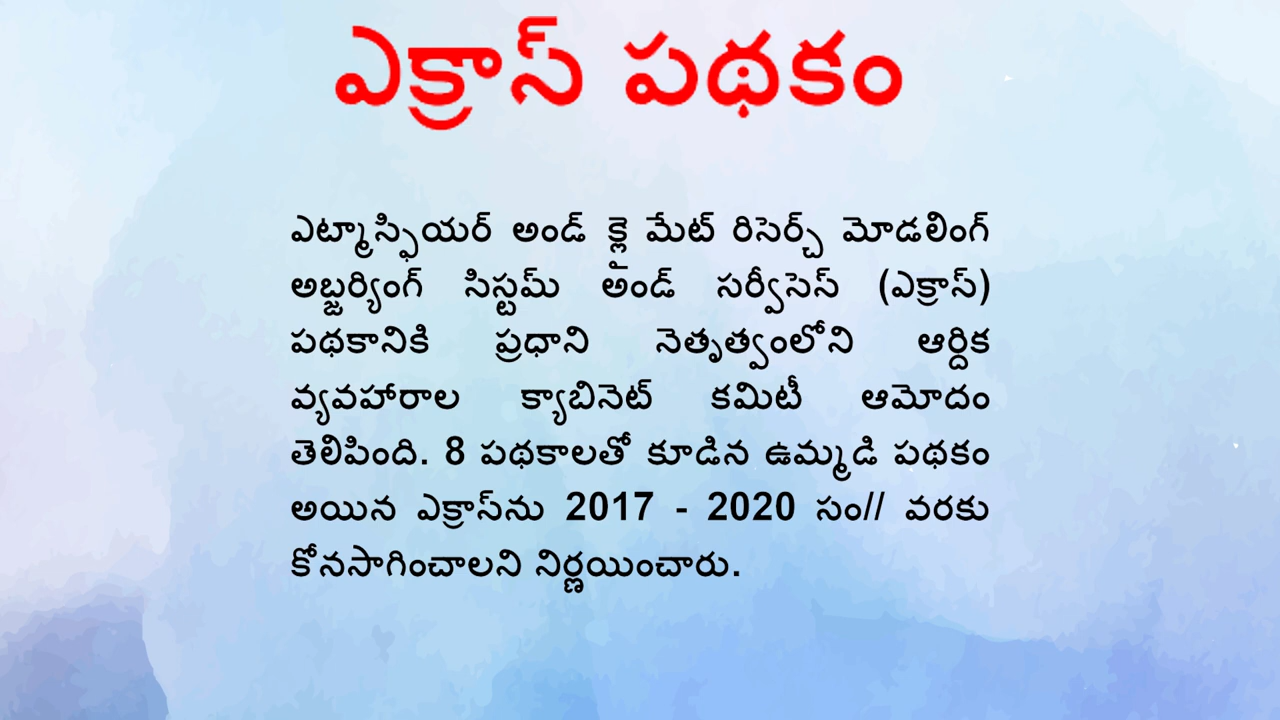 ఎక్రాస్ పథకం
ఎట్మాస్ఫియర్ అండ్ క్లై మేట్ రిసెర్చ్ మోడలింగ్
అబ్జర్యింగ్ సిస్టమ్ అండ్ సర్వీసెస్ (ఎక్రాస్)
పథకానికి ప్రధాని నెతృత్వంలోని ఆర్దిక
వ్యవహారాల క్యాబినెట్ కమిటీ ఆమోదం
తెలిపింది. 8 పథకాలతో కూడిన ఉమ్మడి పథకం
అయిన ఎక్రాస్‌ను 2017 - 2020 సం// వరకు
కోనసాగించాలని నిర్ణయించారు.